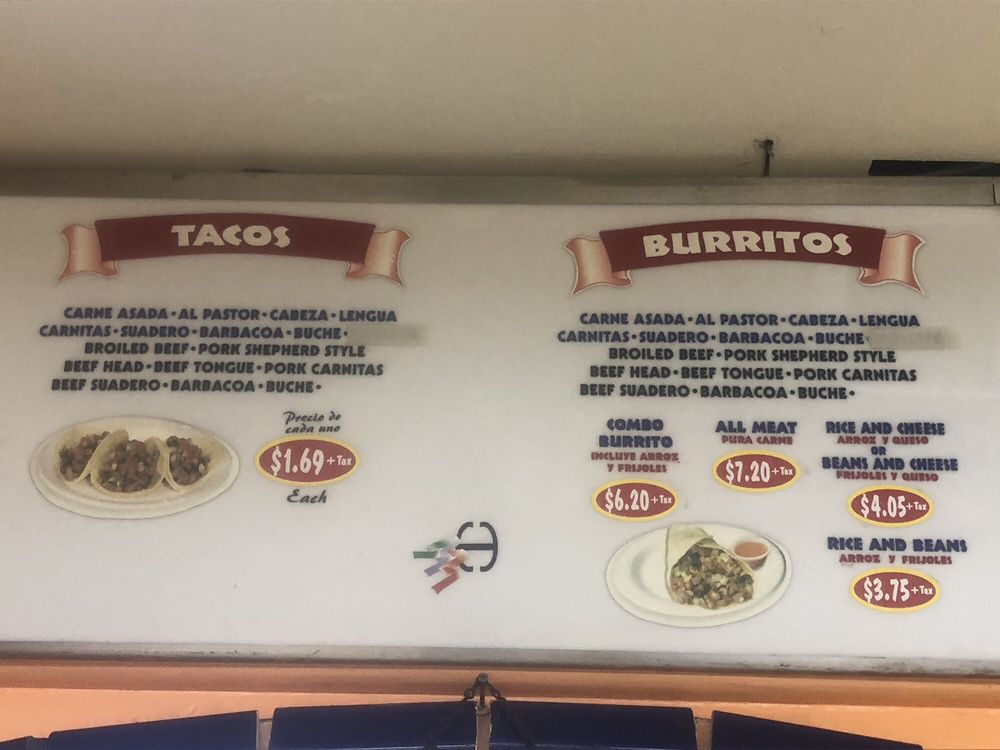 TACOS
CARNE ASADA • AL PASTOR • CABEZA • LENGUA
CARNITAS • SUADERO • BARBACOA • BUCHE •
BROILED BEEF • PORK SHEPHERD STYLE
BEEF HEAD • BEEF TONGUE • PORK CARNITAS
BEEF SUADERO • BARBACOA • BUCHE •
Precio de
cada uno
$1.69 + Tax
Each
BURRITOS
CARNE ASADA • AL PASTOR • CABEZA • LENGUA
CARNITAS • SUADERO • BARBACOA • BUCHE
BROILED BEEF • PORK SHEPHERD STYLE
BEEF HEAD • BEEF TONGUE • PORK CARNITAS
BEEF SUADERO • BARBACOA • BUCHE •
COMBO
BURRITO
INCLUYE ARROZ
Y FRIJOLES
$6.20 + Tax
ALL MEAT
PURA CARNE
$7.20 + Tax
RICE AND CHEESE
ARROZ Y QUESO
OR
BEANS AND CHEESE
FRIJOLES Y QUESO
$4.05 + Tax
RICE AND BEANS
ARROZ Y FRIJOLES
$3.75 + Tax